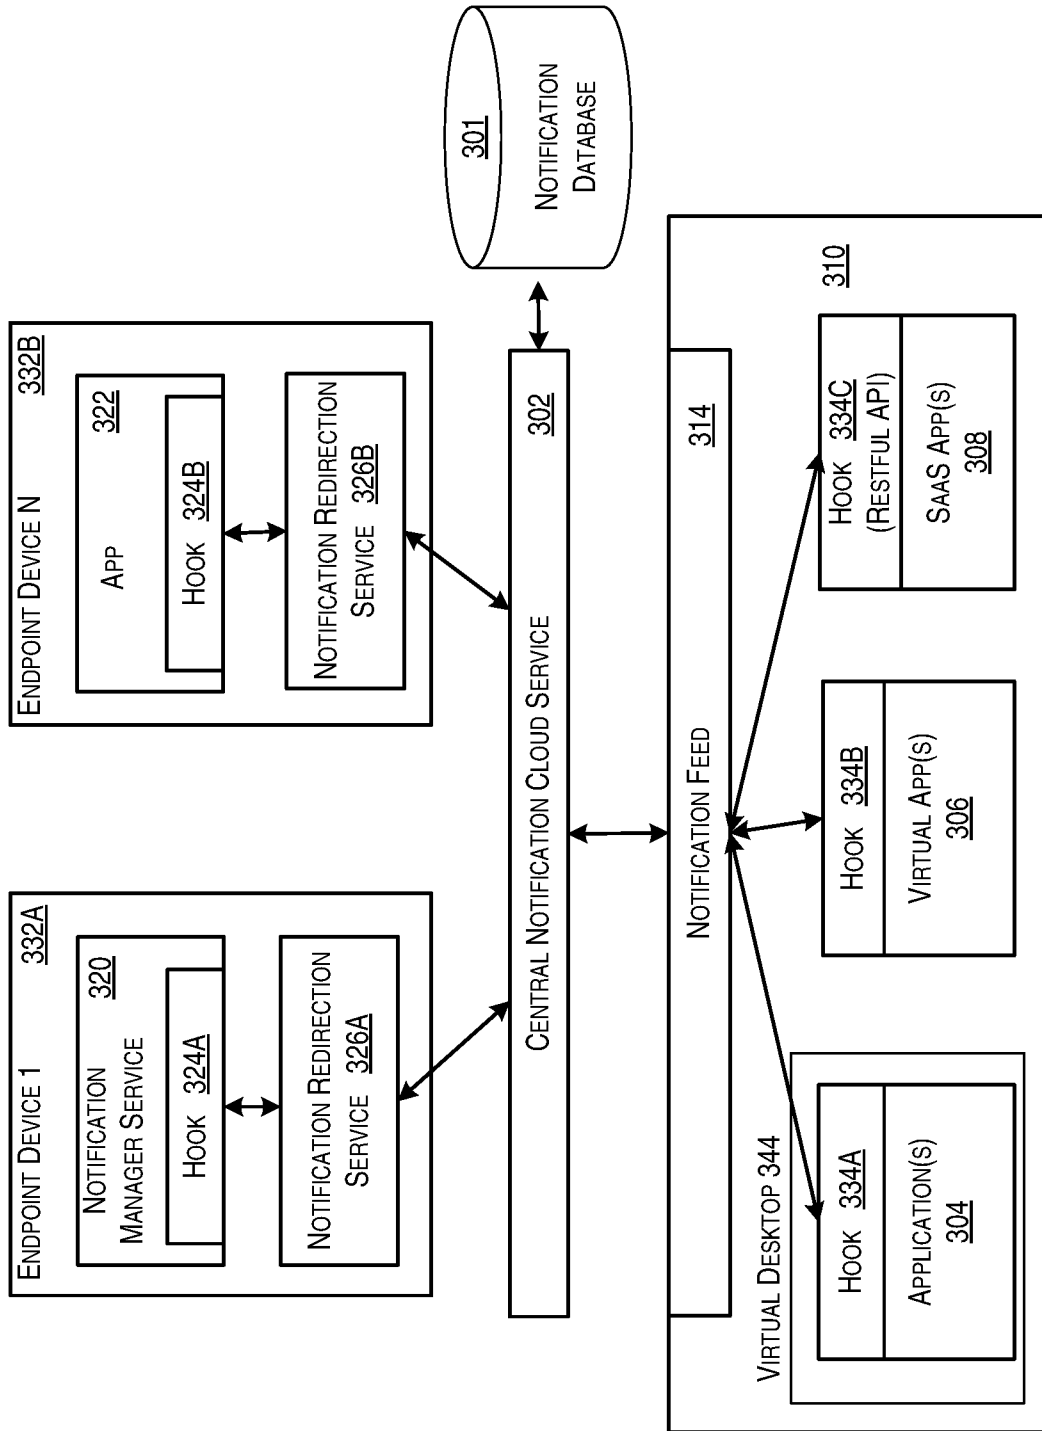 ENDPOINT DEVICE 1 332A
NOTIFICATION 320
MANAGER SERVICE
HOOK 324A
NOTIFICATION REDIRECTION
SERVICE 326A
ENDPOINT DEVICE N 332B
APP 322
HOOK 324B
NOTIFICATION REDIRECTION
SERVICE 326B
CENTRAL NOTIFICATION CLOUD SERVICE 302
301
NOTIFICATION
DATABASE
NOTIFICATION FEED 314
310
VIRTUAL DESKTOP 344
HOOK 334A
APPLICATION(S)
304
HOOK 334B
VIRTUAL APP(S)
306
HOOK 334C
(RESTFUL API)
SAAS APP(S)
308